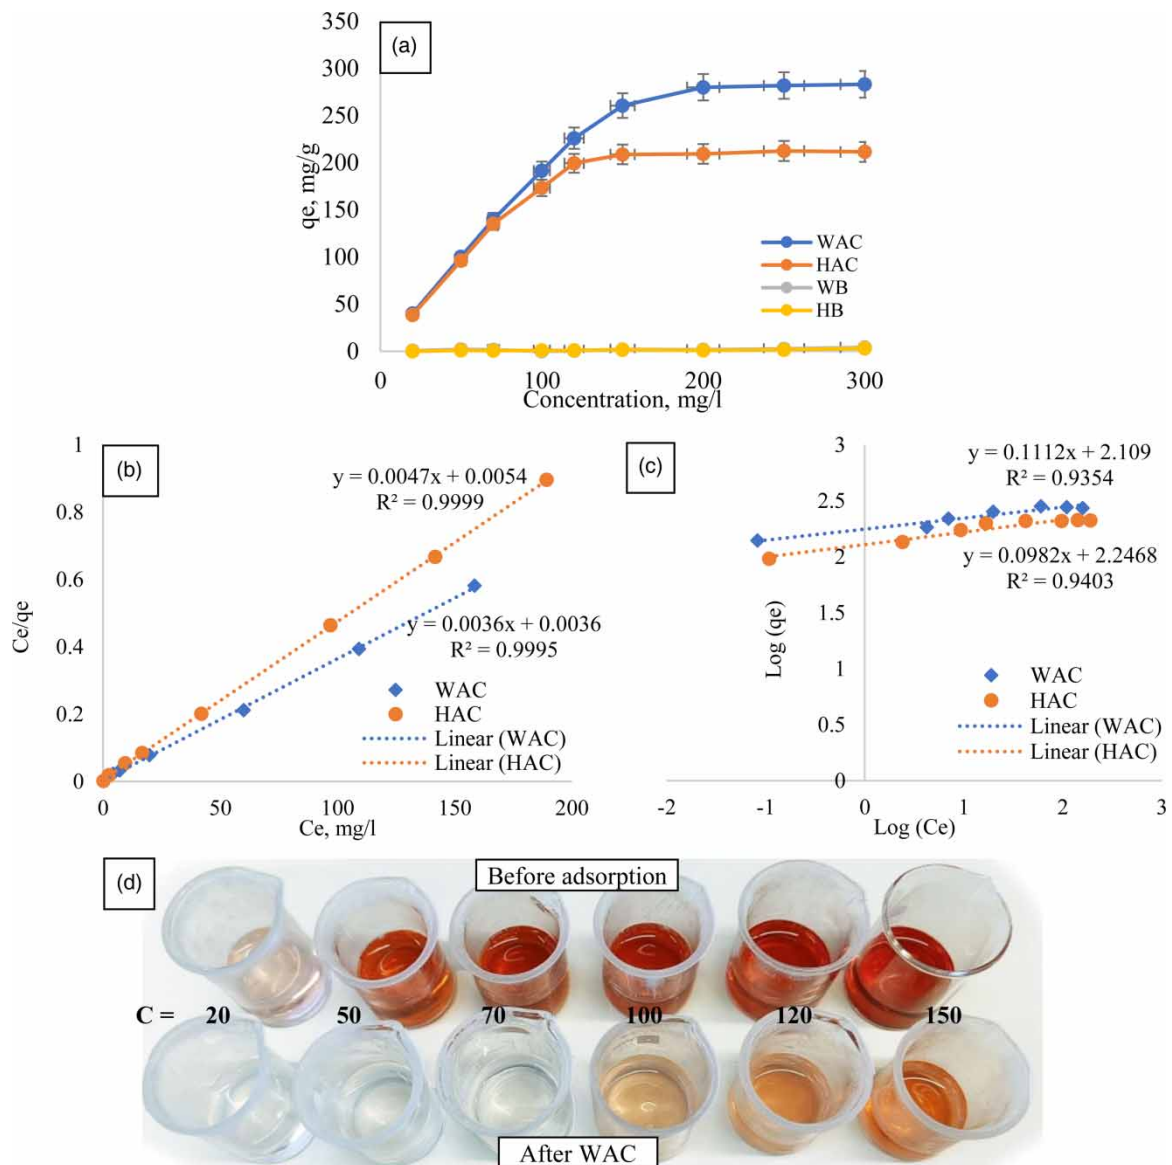 (a)
350
300
250
200
150
100
50
0
qe, mg/g
WAC
HAC
WB
HB
0 100 200 300
Concentration, mg/l
(b)
1
0.8
0.6
0.4
0.2
0
Ce/qe
y = 0.0047x + 0.0054
R² = 0.9999
y = 0.0036x + 0.0036
R² = 0.9995
WAC
HAC
Linear (WAC)
Linear (HAC)
0 50 100 150 200
Ce, mg/l
(c)
3
2.5
2
1.5
1
0.5
0
Log (qe)
y = 0.1112x + 2.109
R² = 0.9354
y = 0.0982x + 2.2468
R² = 0.9403
WAC
HAC
Linear (WAC)
Linear (HAC)
-2 -1 0 1 2 3
Log (Ce)
(d)
Before adsorption
C = 20 50 70 100 120 150
After WAC